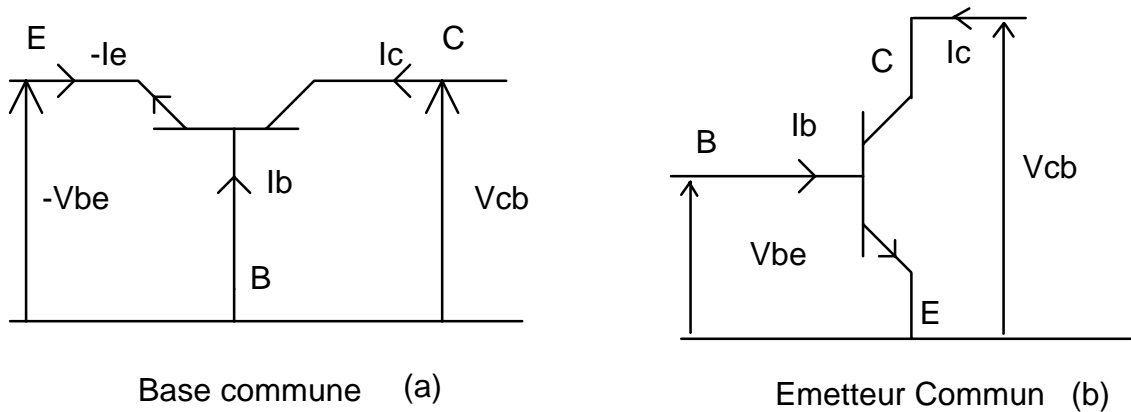 E -Ie Ic C
-Vbe Ib Vcb
B
Base commune (a)
C Ic
B Ib
Vcb
Vbe
E
Emetteur Commun (b)